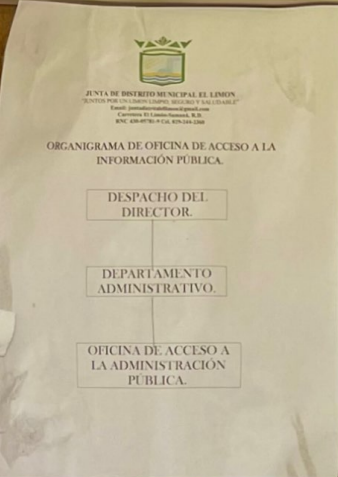 JUNTA DE DISTRITO MUNICIPAL EL LIMON
"JUNTOS POR UN LIMON LIMPIO, SEGURO Y SALUDABLE"
Carretera El Limón-Samaná, R.D.
ORGANIGRAMA DE OFICINA DE ACCESO A LA
INFORMACIÓN PÚBLICA.
DESPACHO DEL
DIRECTOR.
DEPARTAMENTO
ADMINISTRATIVO.
OFICINA DE ACCESO A
LA ADMINISTRACIÓN
PÚBLICA.